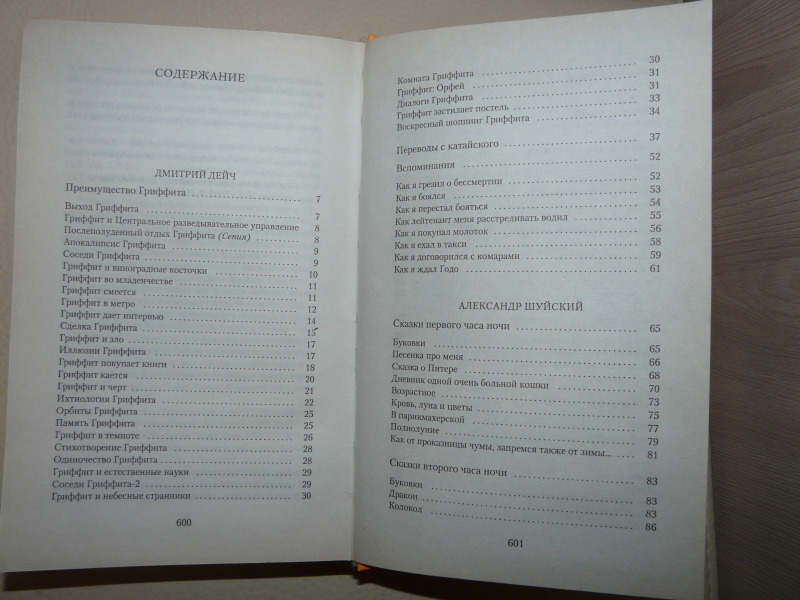 СОДЕРЖАНИЕ
ДМИТРИЙ ДЕЙЧ
Преимущество Гриффита 7
Выход Гриффита 7
Гриффит и Центральное разведывательное управление 8
Послеполуденный отдых Гриффита (Сепия) 8
Апокалипсис Гриффита 9
Соседи Гриффита 9
Гриффит и виноградные косточки 10
Гриффит во младенчестве 11
Гриффит смеется 11
Гриффит в метро 12
Гриффит дает интервью 14
Сделка Гриффита 15
Гриффит и зло 17
Иллюзии Гриффита 17
Гриффит покупает книги 18
Гриффит кается 20
Гриффит и черт 21
Ихтиология Гриффита 22
Орбиты Гриффита 25
Память Гриффита 25
Гриффит в темноте 26
Стихотворение Гриффита 28
Одиночество Гриффита 28
Гриффит и естественные науки 29
Соседи Гриффита-2 29
Гриффит и небесные странники 30
600
Комната Гриффита 30
Гриффит: Орфей 31
Диалоги Гриффита 31
Гриффит застилает постель 33
Воскресный шоппинг Гриффита 34
Переводы с катайского 37
Вспоминания 52
Как я грезил о бессмертии 52
Как я боялся 53
Как я перестал бояться 54
Как лейтенант меня расстреливать водил 55
Как я покупал молоток 56
Как я ехал в такси 58
Как я договорился с комарами 59
Как я ждал Годо 61
АЛЕКСАНДР ШУЙСКИЙ
Сказки первого часа ночи 65
Буковки 65
Песенка про меня 66
Сказка о Питере 68
Дневник одной очень больной кошки 70
Возрастное 73
Кровь, луна и цветы 75
В парикмахерской 77
Полнолуние 79
Как от проказницы чумы, запремся также от зимы... 81
Сказки второго часа ночи 83
Буковки 83
Дракон 83
Колокол 86
601